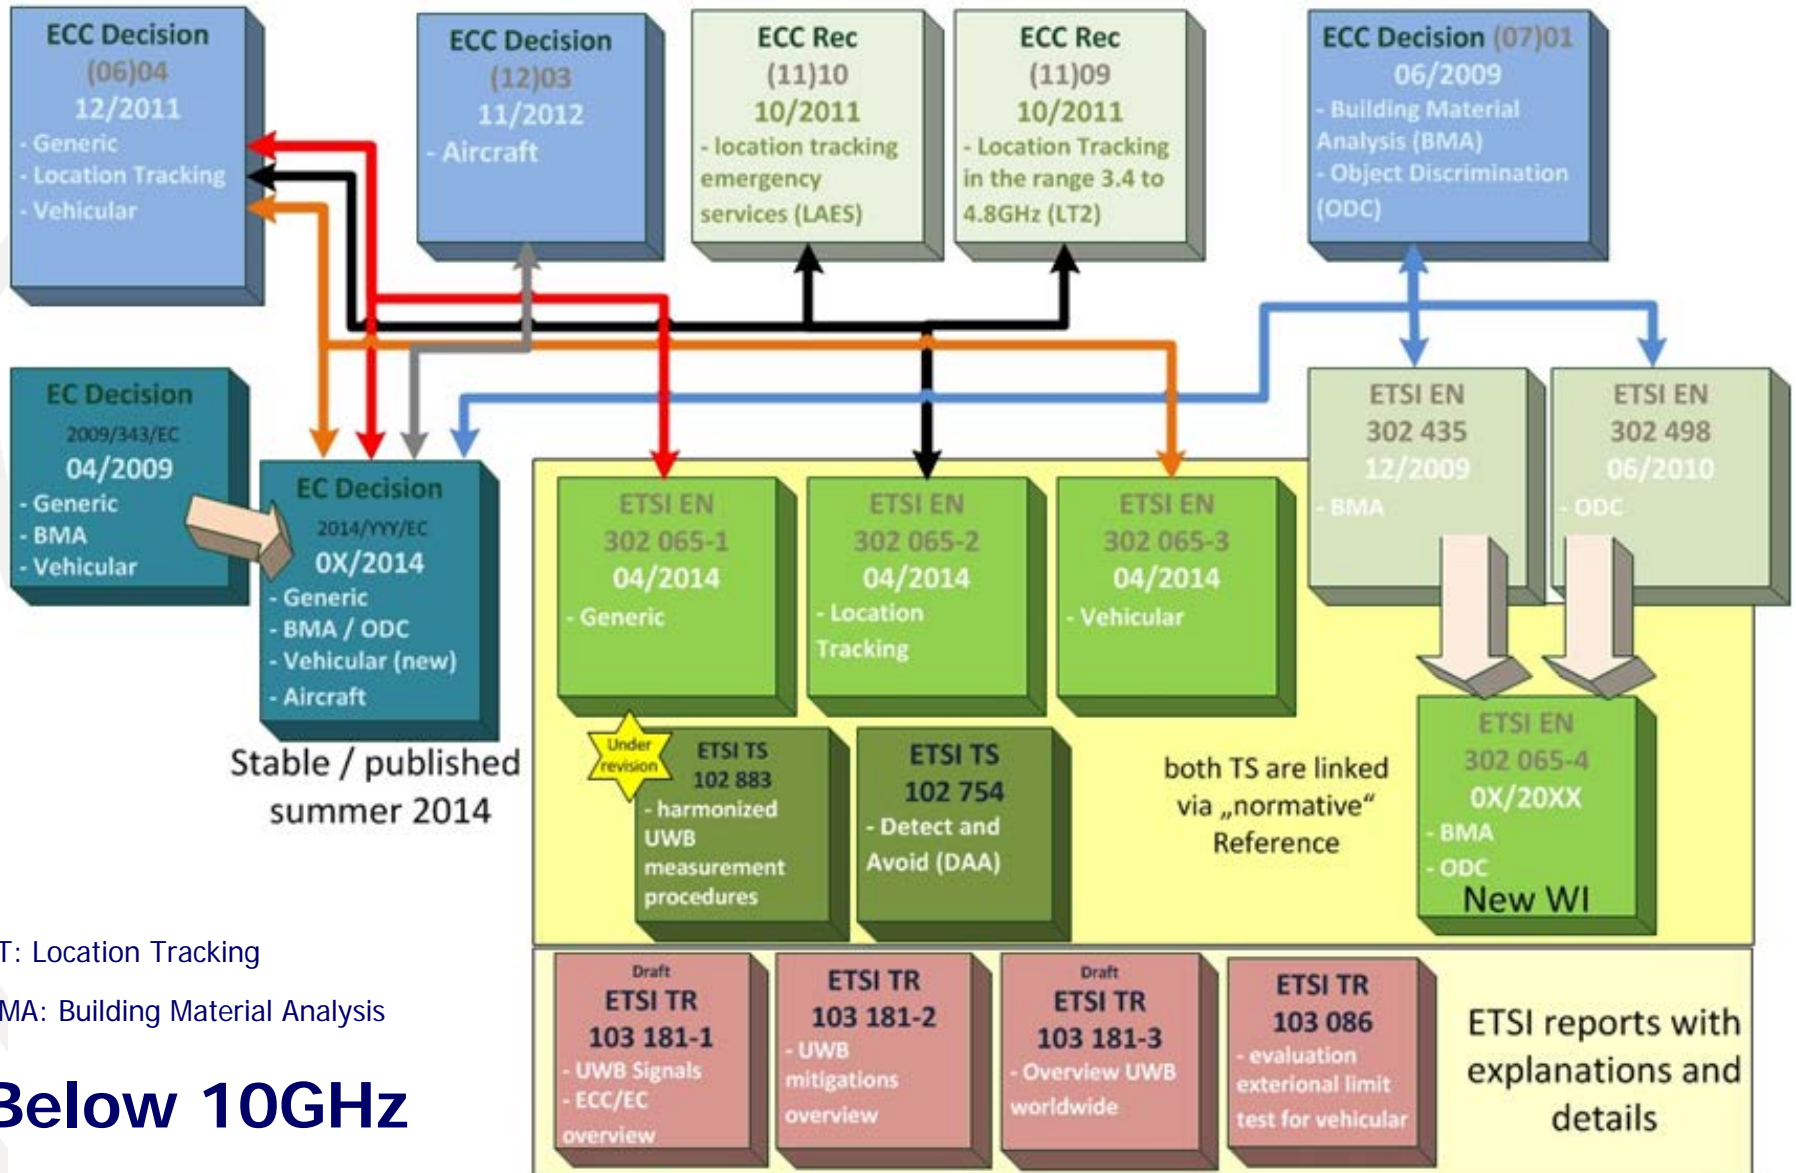 ECC Decision
(06)04
12/2011
- Generic
- Location Tracking
- Vehicular
ECC Decision
(12)03
11/2012
- Aircraft
ECC Rec
(11)10
10/2011
- location tracking
emergency
services (LAES)
ECC Rec
(11)09
10/2011
- Location Tracking
in the range 3.4 to
4.8GHz (LT2)
ECC Decision (07)01
06/2009
- Building Material
Analysis (BMA)
- Object Discrimination
(ODC)
EC Decision
2009/343/EC
04/2009
- Generic
- BMA
- Vehicular
EC Decision
2014/YYY/EC
0X/2014
- Generic
- BMA / ODC
- Vehicular (new)
- Aircraft
Stable / published
summer 2014
ETSI EN
302 065-1
04/2014
- Generic
ETSI EN
302 065-2
04/2014
- Location
Tracking
ETSI EN
302 065-3
04/2014
- Vehicular
ETSI EN
302 435
12/2009
- BMA
ETSI EN
302 498
06/2010
- ODC
Under
revision
ETSI TS
102 883
- harmonized
UWB
measurement
procedures
ETSI TS
102 754
- Detect and
Avoid (DAA)
both TS are linked
via „normative“
Reference
ETSI EN
302 065-4
0X/20XX
- BMA
- ODC
New WI
T: Location Tracking
MA: Building Material Analysis
Below 10GHz
Draft
ETSI TR
103 181-1
- UWB Signals
- ECC/EC
overview
ETSI TR
103 181-2
- UWB
mitigations
overview
Draft
ETSI TR
103 181-3
- Overview UWB
worldwide
ETSI TR
103 086
- evaluation
exterional limit
test for vehicular
ETSI reports with
explanations and
details